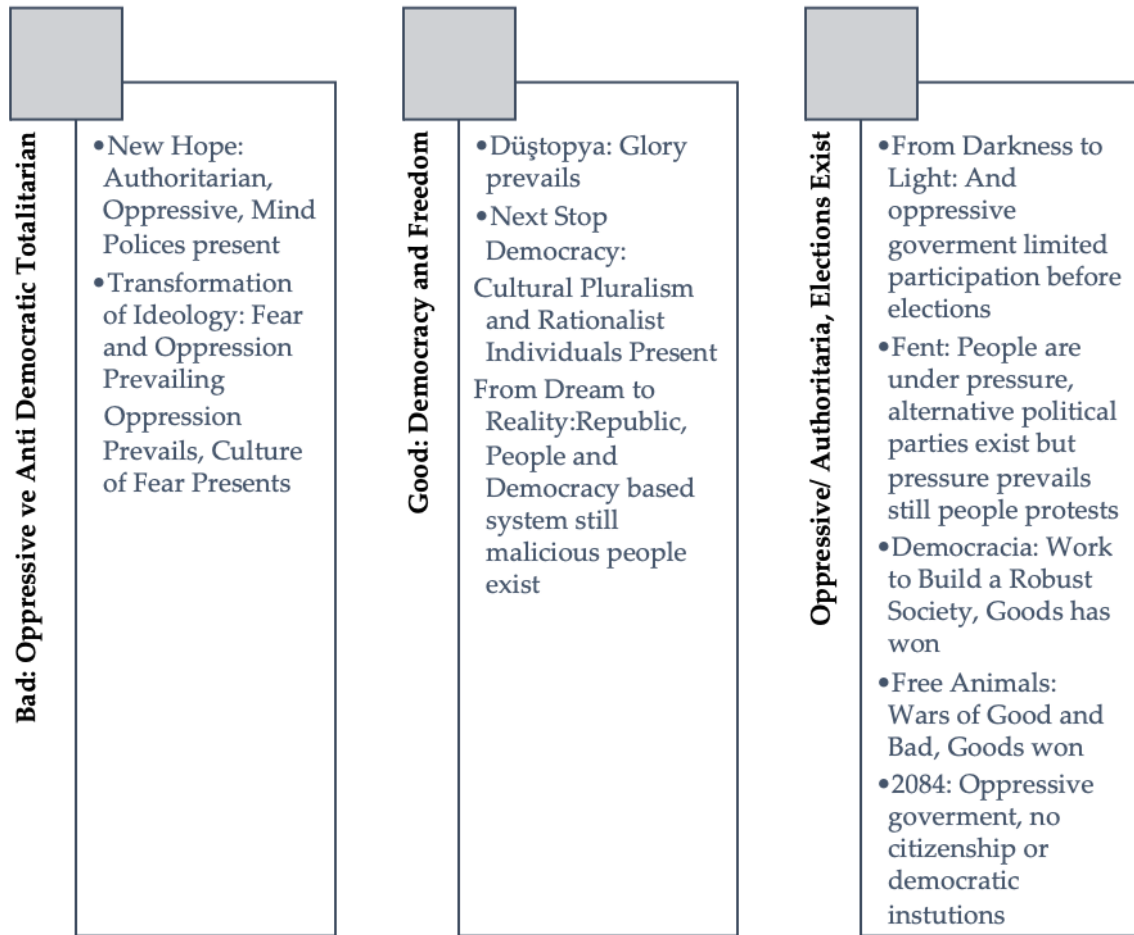 Bad: Oppressive ve Anti Democratic Totalitarian
•New Hope:
Authoritarian,
Oppressive, Mind
Polices present
•Transformation
of Ideology: Fear
and Oppression
Prevailing
Oppression
Prevails, Culture
of Fear Presents
Good: Democracy and Freedom
•Düştopya: Glory
prevails
•Next Stop
Democracy:
Cultural Pluralism
and Rationalist
Individuals Present
From Dream to
Reality:Republic,
People and
Democracy based
system still
malicious people
exist
Oppressive/ Authoritaria, Elections Exist
•From Darkness to
Light: And
oppressive
goverment limited
participation before
elections
•Fent: People are
under pressure,
alternative political
parties exist but
pressure prevails
still people protests
•Democracia: Work
to Build a Robust
Society, Goods has
won
•Free Animals:
Wars of Good and
Bad, Goods won
•2084: Oppressive
goverment, no
citizenship or
democratic
instutions